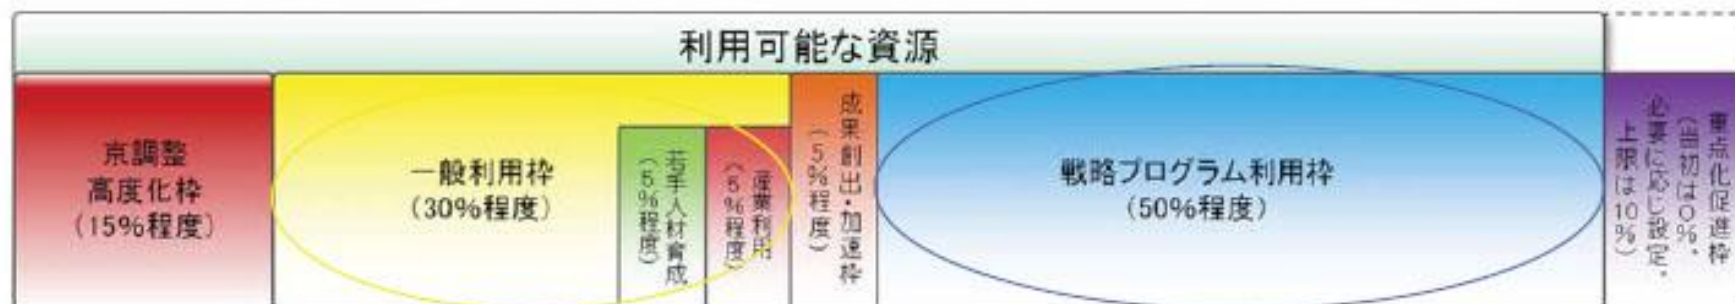 利用可能な資源
京調整
高度化枠
(15%程度)
一般利用枠
(30%程度)
若手人材育成
(5%程度)
産業利用
(5%程度)
成果創出・加速枠
(5%程度)
戦略プログラム利用枠
(50%程度)
重点化促進枠
(当初は0%。
必要に応じ設定。
上限は10%)